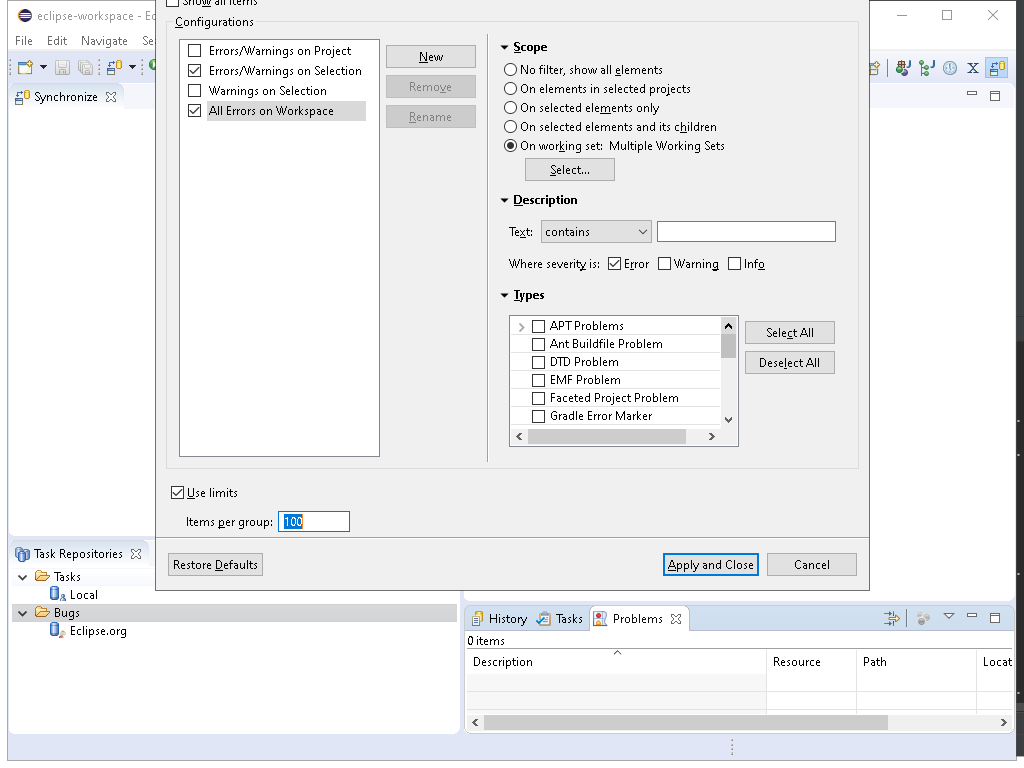 eclipse-workspace - Ec
Show all items
File Edit Navigate Se
Configurations
Errors/Warnings on Project
Errors/Warnings on Selection
Warnings on Selection
All Errors on Workspace
New
Remove
Rename
Scope
No filter, show all elements
On elements in selected projects
On selected elements only
On selected elements and its children
On working set: Multiple Working Sets
Select...
Description
Text: contains
Where severity is: Error Warning Info
Types
APT Problems
Ant Buildfile Problem
DTD Problem
EMF Problem
Faceted Project Problem
Gradle Error Marker
Select All
Deselect All
Use limits
Items per group: 100
Restore Defaults
Apply and Close
Cancel
Synchronize
Task Repositories
Tasks
Local
Bugs
Eclipse.org
History Tasks Problems
0 items
Description Resource Path Locat